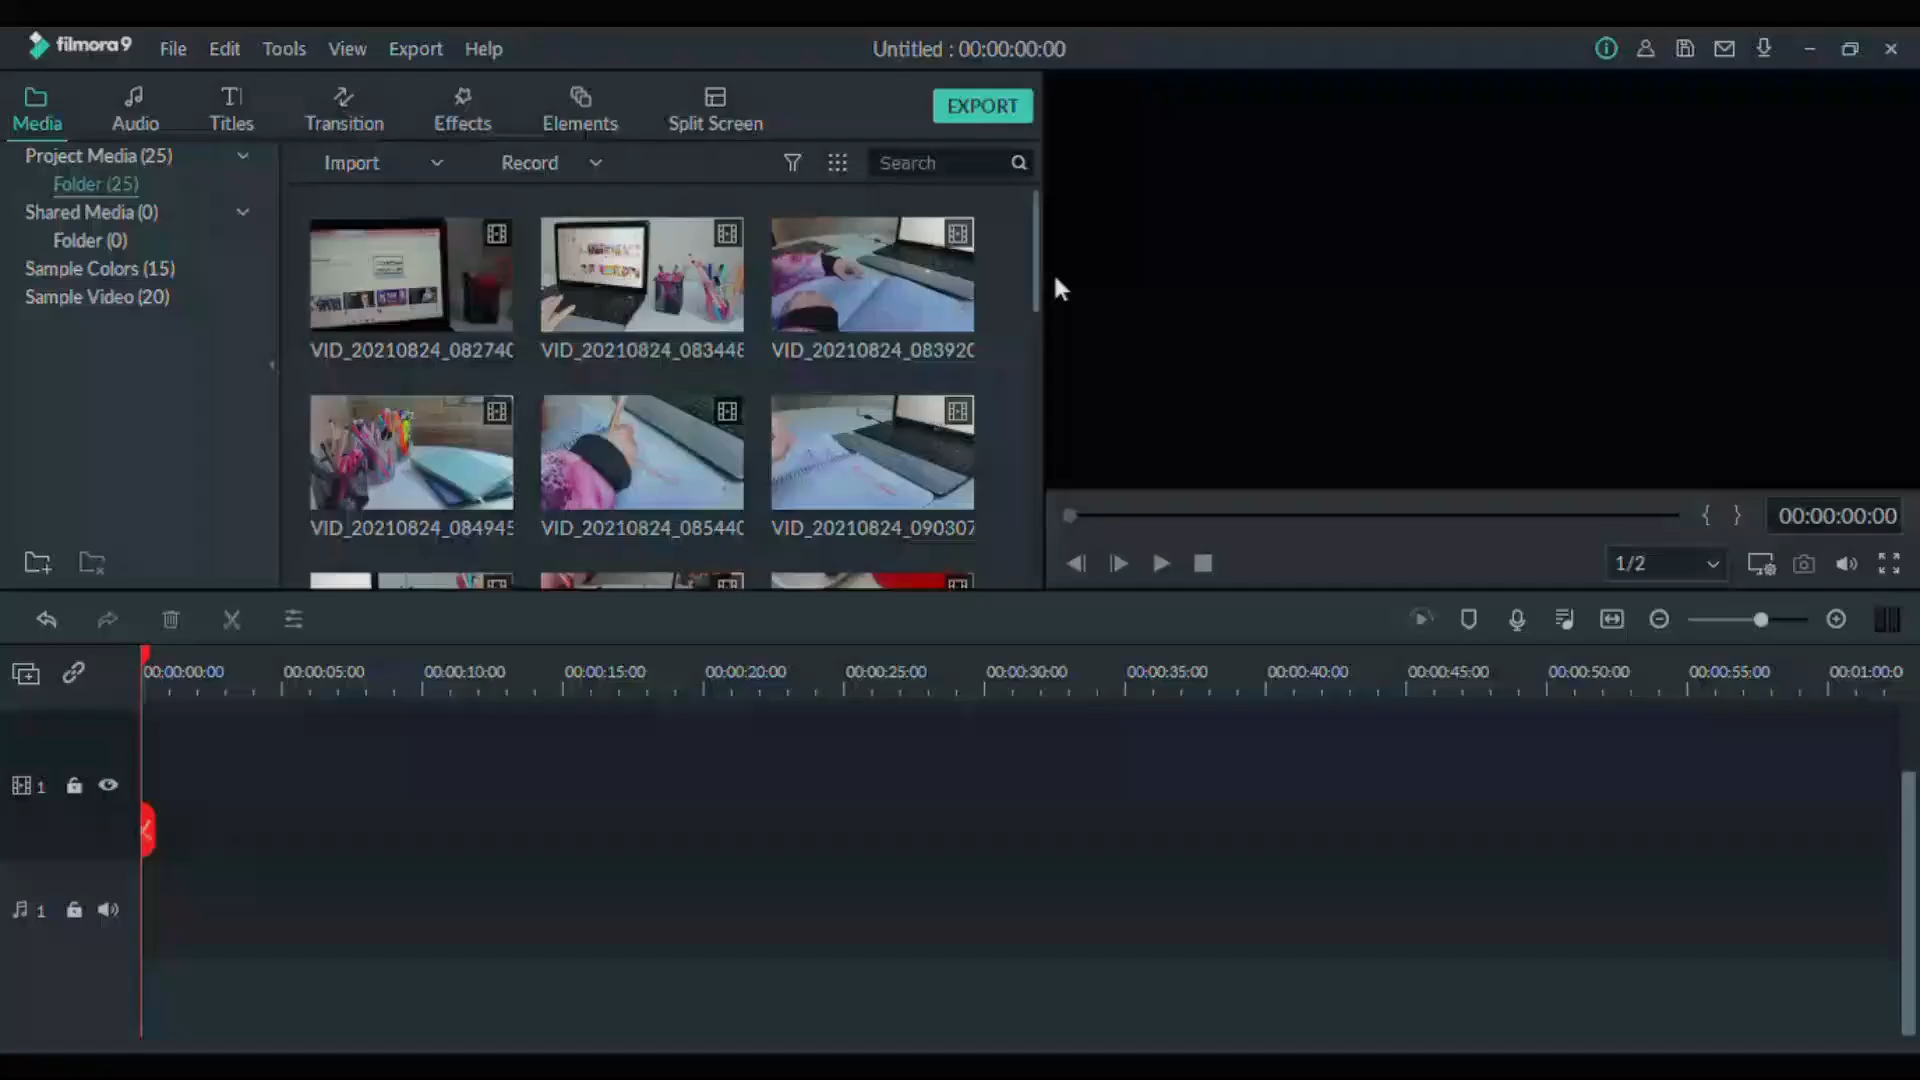 filmora9 File Edit Tools View Export Help Untitled : 00:00:00:00
Media Audio Titles Transition Effects Elements Split Screen EXPORT
Project Media (25)
Folder (25)
Shared Media (0)
Folder (0)
Sample Colors (15)
Sample Video (20)
Import Record Search
VID_20210824_082740 VID_20210824_083448 VID_20210824_083920
VID_20210824_084945 VID_20210824_085440 VID_20210824_090307
{ } 00:00:00:00
1/2
00:00:00:00 00:00:05:00 00:00:10:00 00:00:15:00 00:00:20:00 00:00:25:00 00:00:30:00 00:00:35:00 00:00:40:00 00:00:45:00 00:00:50:00 00:00:55:00 00:01:00:0
1
1